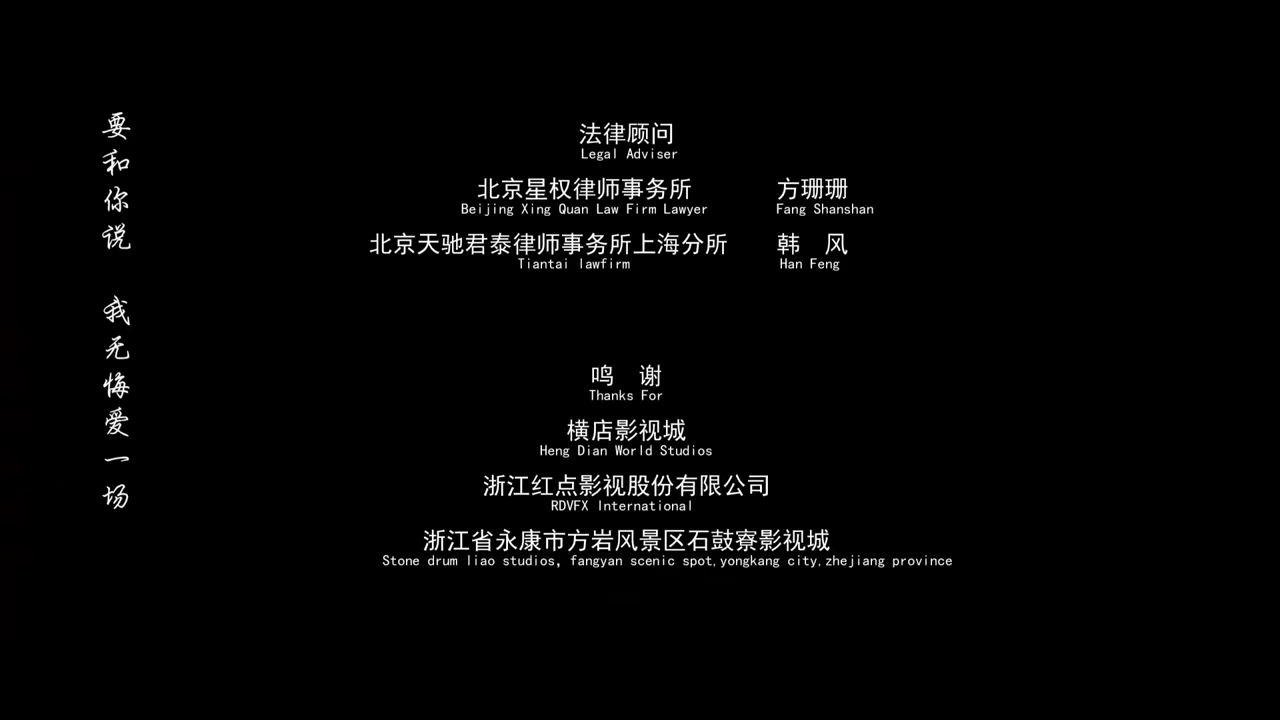 要和你说 我无悔爱一场
法律顾问
Legal Adviser
北京星权律师事务所 方珊珊
Beijing Xing Quan Law Firm Lawyer Fang Shanshan
北京天驰君泰律师事务所上海分所 韩 风
Tiantai lawfirm Han Feng
鸣 谢
Thanks For
横店影视城
Heng Dian World Studios
浙江红点影视股份有限公司
RDVFX International
浙江省永康市方岩风景区石鼓寮影视城
Stone drum liao studios, fangyan scenic spot,yongkang city,zhejiang province